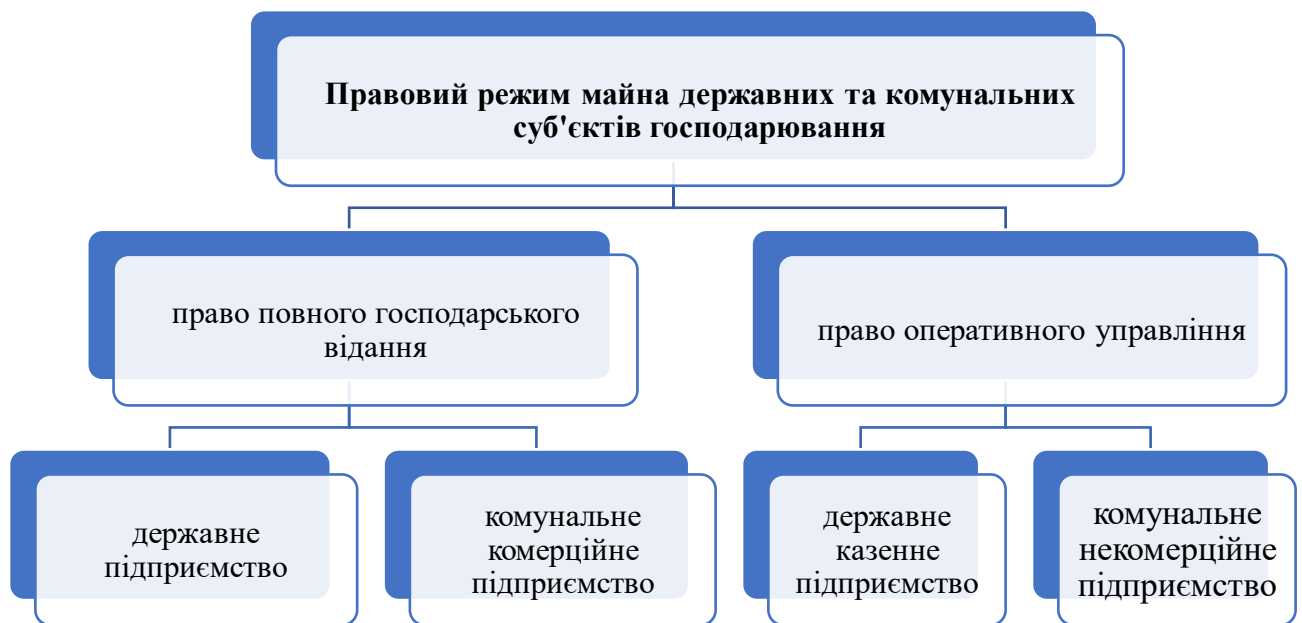 Правовий режим майна державних та комунальних
суб'єктів господарювання
право повного господарського
відання
право оперативного управління
державне
підприємство
комунальне
комерційне
підприємство
державне
казенне
підприємство
комунальне
некомерційне
підприємство